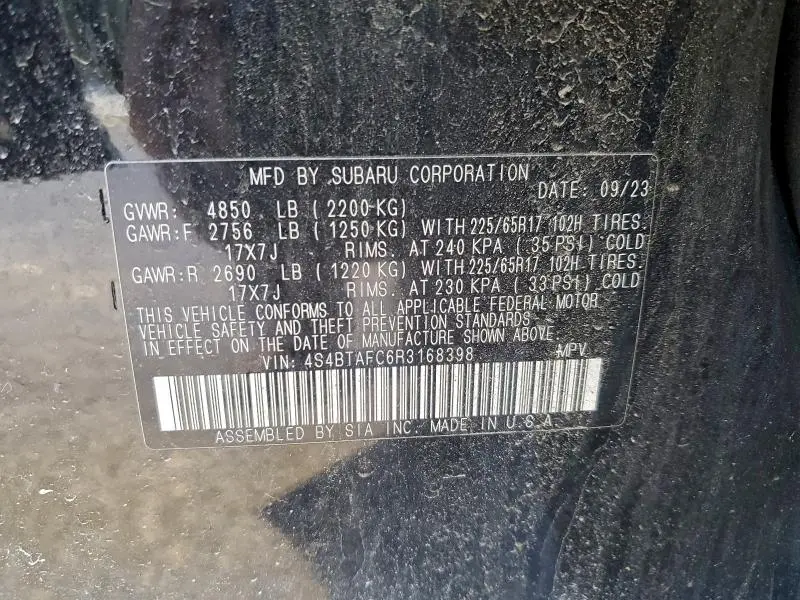 MFD BY SUBARU CORPORATION
DATE: 09/23
GVWR: 4850 LB (2200 KG)
GAWR:F 2756 LB (1250 KG) WITH 225/65R17 102H TIRES.
17X7J RIMS. AT 240 KPA (35 PSI) COLD
GAWR:R 2690 LB (1220 KG) WITH 225/65R17 102H TIRES.
17X7J RIMS. AT 230 KPA (33 PSI) COLD
THIS VEHICLE CONFORMS TO ALL APPLICABLE FEDERAL MOTOR
VEHICLE SAFETY AND THEFT PREVENTION STANDARDS
IN EFFECT ON THE DATE OF MANUFACTURE SHOWN ABOVE
VIN: 4S4BTAFC6R3168398 MPV
ASSEMBLED BY SIA INC. MADE IN U.S.A